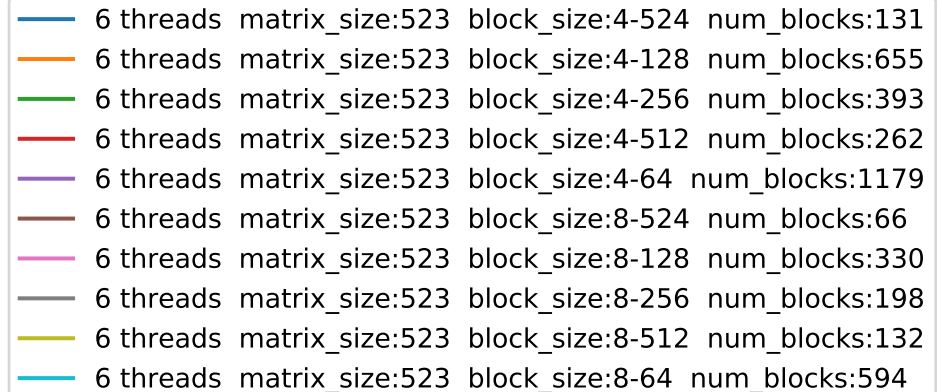 6 threads matrix_size:523 block_size:4-524 num_blocks:131
6 threads matrix_size:523 block_size:4-128 num_blocks:655
6 threads matrix_size:523 block_size:4-256 num_blocks:393
6 threads matrix_size:523 block_size:4-512 num_blocks:262
6 threads matrix_size:523 block_size:4-64 num_blocks:1179
6 threads matrix_size:523 block_size:8-524 num_blocks:66
6 threads matrix_size:523 block_size:8-128 num_blocks:330
6 threads matrix_size:523 block_size:8-256 num_blocks:198
6 threads matrix_size:523 block_size:8-512 num_blocks:132
6 threads matrix_size:523 block_size:8-64 num_blocks:594